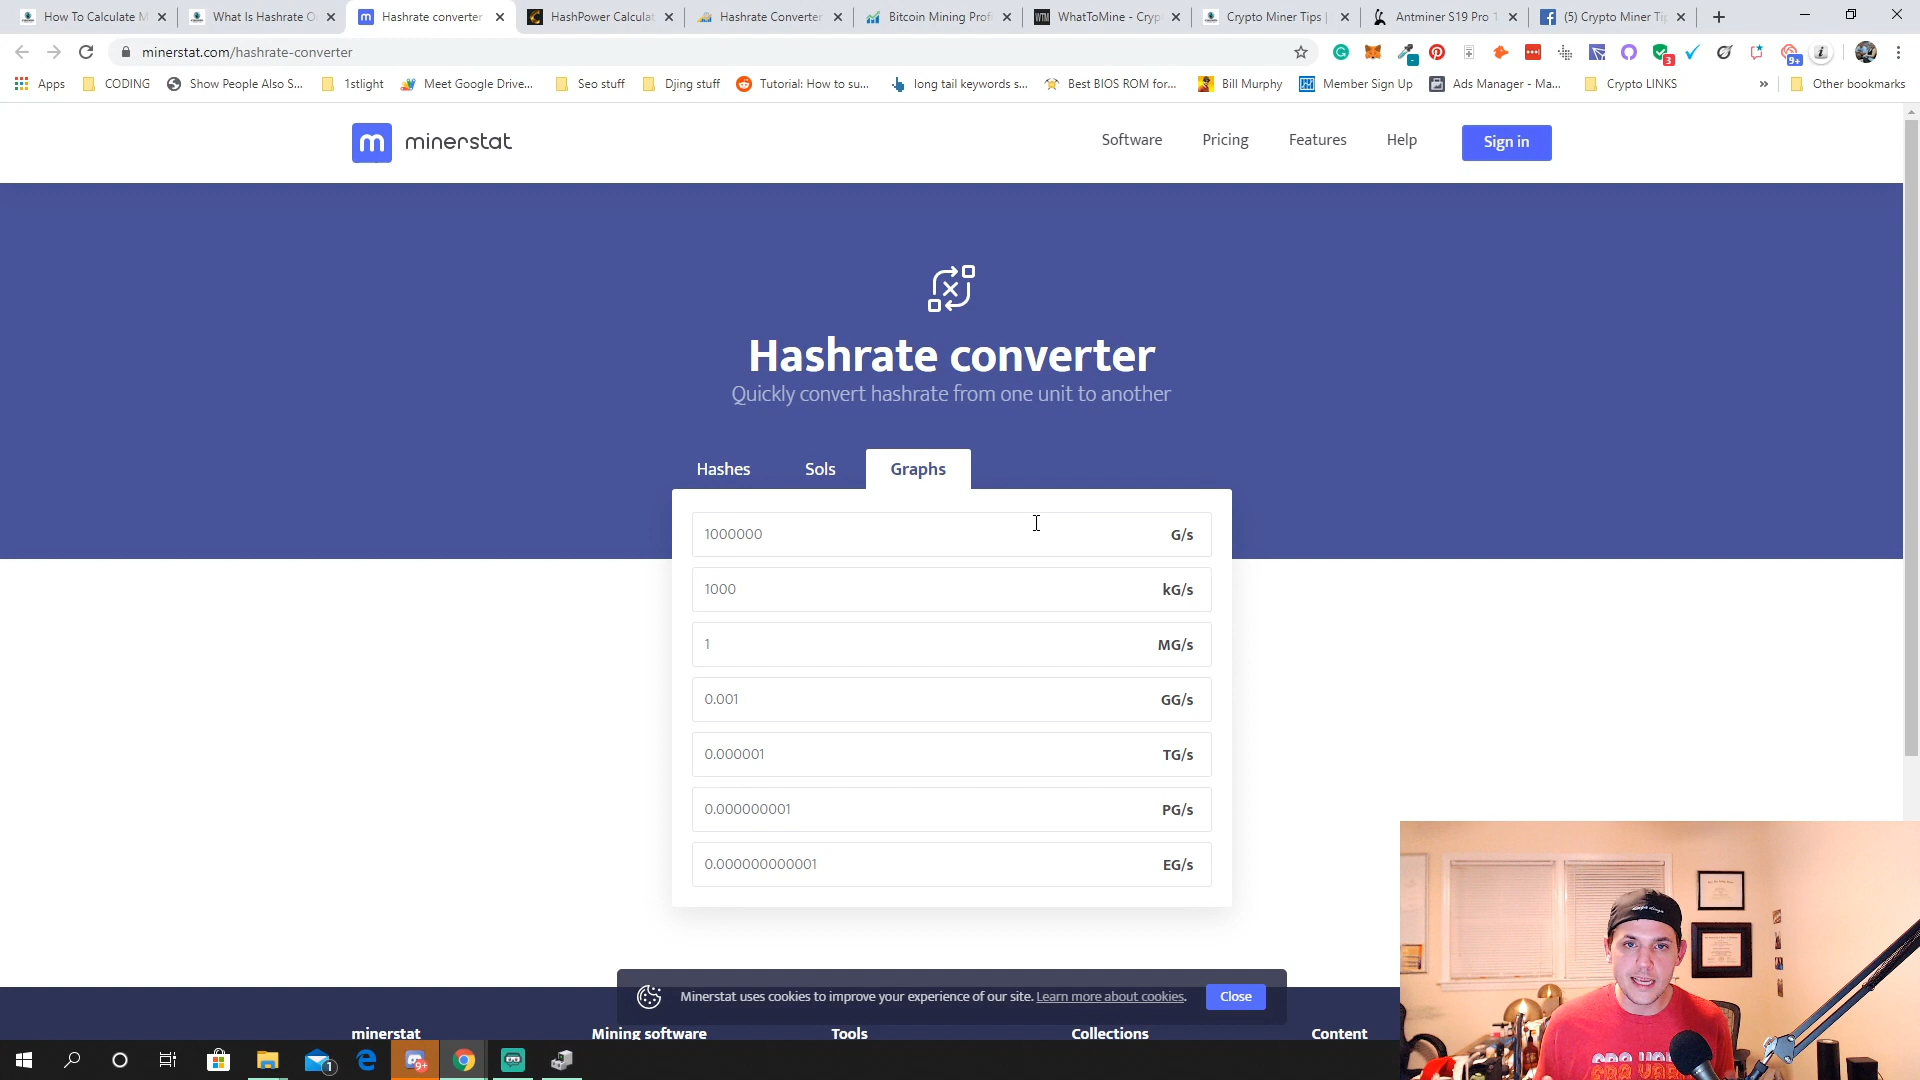 How To Calculate M
What Is Hashrate O
Hashrate converter
HashPower Calculat
Hashrate Converter
Bitcoin Mining Profi
WhatToMine - Cryp
Crypto Miner Tips |
Antminer S19 Pro T
(5) Crypto Miner Tip
minerstat.com/hashrate-converter
Apps
CODING
Show People Also S...
1stlight
Meet Google Drive...
Seo stuff
Djing stuff
Tutorial: How to su...
long tail keywords s...
Best BIOS ROM for...
Bill Murphy
Member Sign Up
Ads Manager - Ma...
Crypto LINKS
»
Other bookmarks
m minerstat
Software
Pricing
Features
Help
Sign in
Hashrate converter
Quickly convert hashrate from one unit to another
Hashes
Sols
Graphs
1000000 G/s
1000 kG/s
1 MG/s
0.001 GG/s
0.000001 TG/s
0.000000001 PG/s
0.000000000001 EG/s
Minerstat uses cookies to improve your experience of our site. Learn more about cookies.
Close
minerstat
Mining software
Tools
Collections
Content